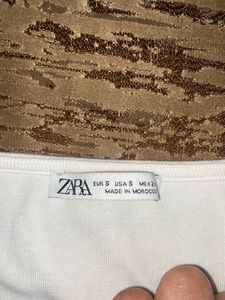 ZARA
EUR S USA S MEX 26
MADE IN MOROCCO